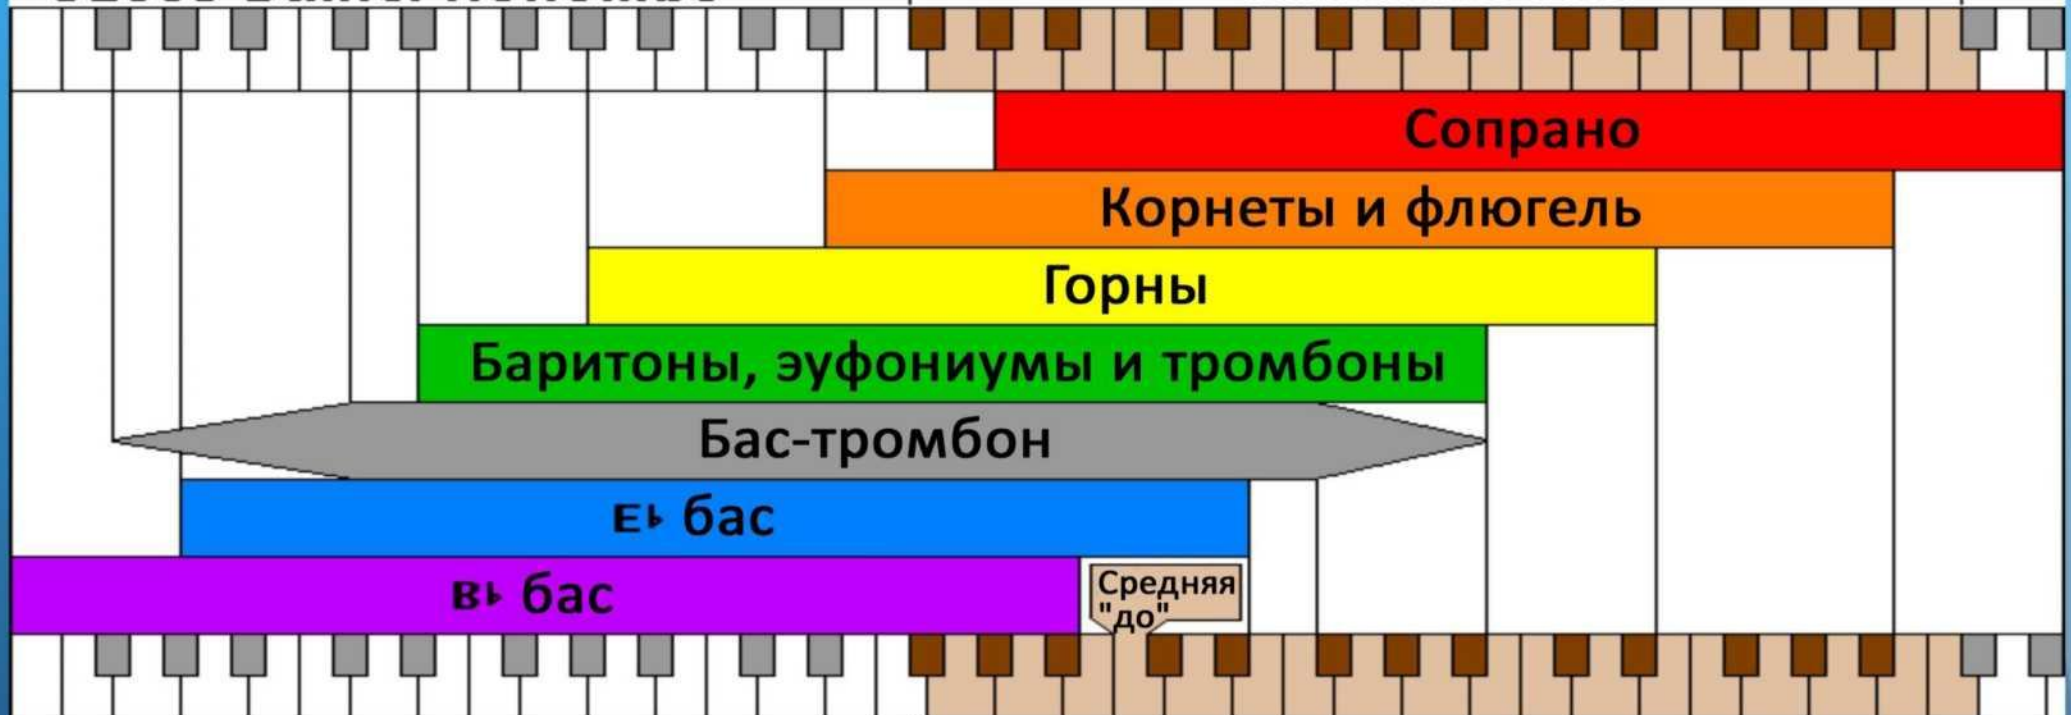 Сопрано
Корнеты и флюгель
Горны
Баритоны, эуфониумы и тромбоны
Бас-тромбон
E♭ бас
B♭ бас
Средняя
"до"